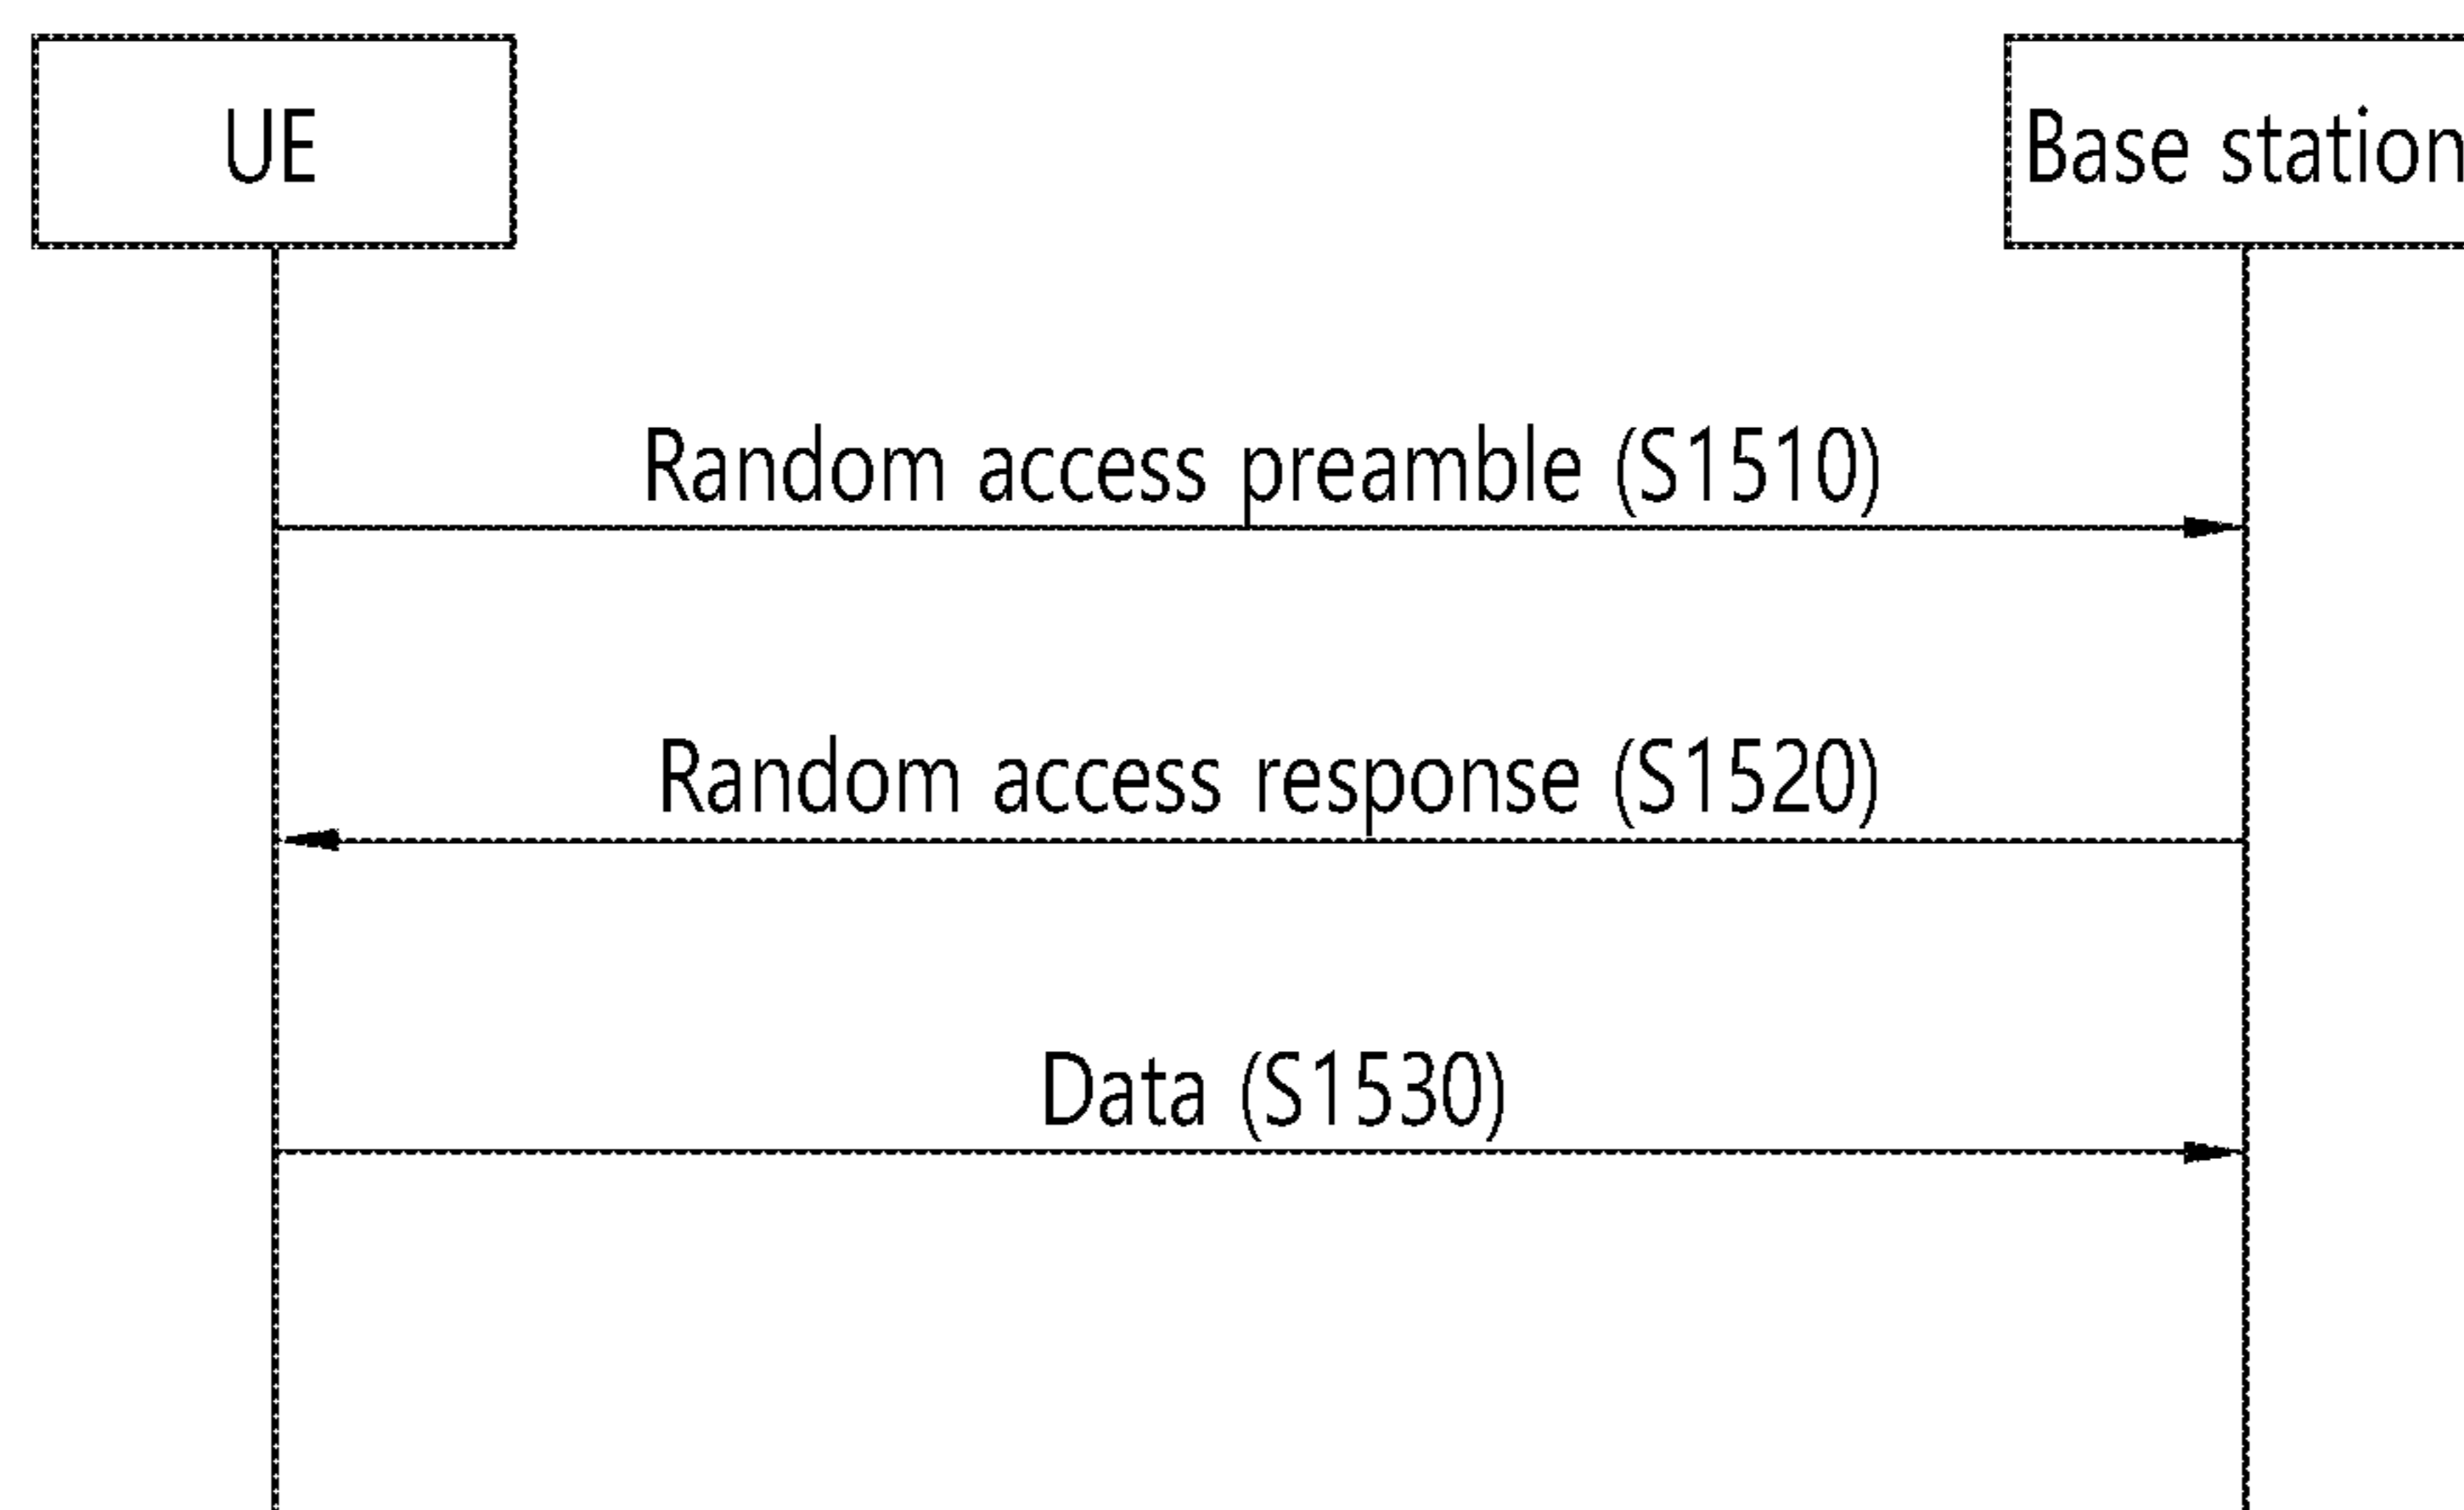 UE
Base station
Random access preamble (S1510)
Random access response (S1520)
Data (S1530)